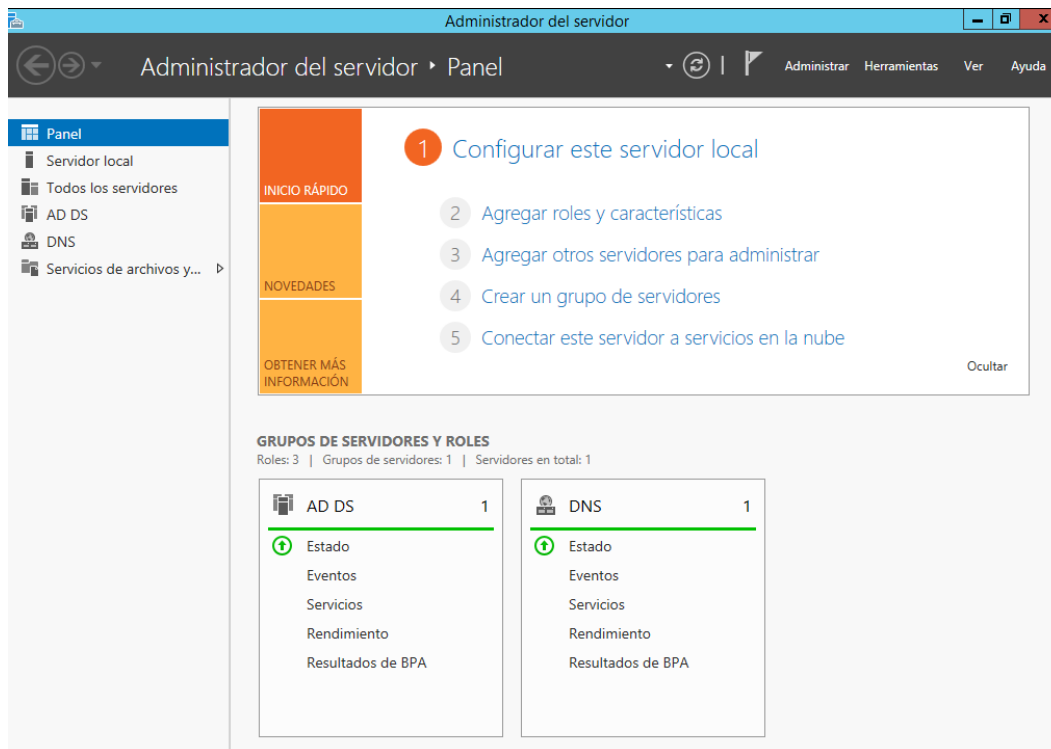 Administrador del servidor
Administrador del servidor ‣ Panel
Administrar Herramientas Ver Ayuda
Panel
Servidor local
Todos los servidores
AD DS
DNS
Servicios de archivos y...
INICIO RÁPIDO
NOVEDADES
OBTENER MÁS
INFORMACIÓN
1 Configurar este servidor local
2 Agregar roles y características
3 Agregar otros servidores para administrar
4 Crear un grupo de servidores
5 Conectar este servidor a servicios en la nube
Ocultar
GRUPOS DE SERVIDORES Y ROLES
Roles: 3 | Grupos de servidores: 1 | Servidores en total: 1
AD DS 1
Estado
Eventos
Servicios
Rendimiento
Resultados de BPA
DNS 1
Estado
Eventos
Servicios
Rendimiento
Resultados de BPA